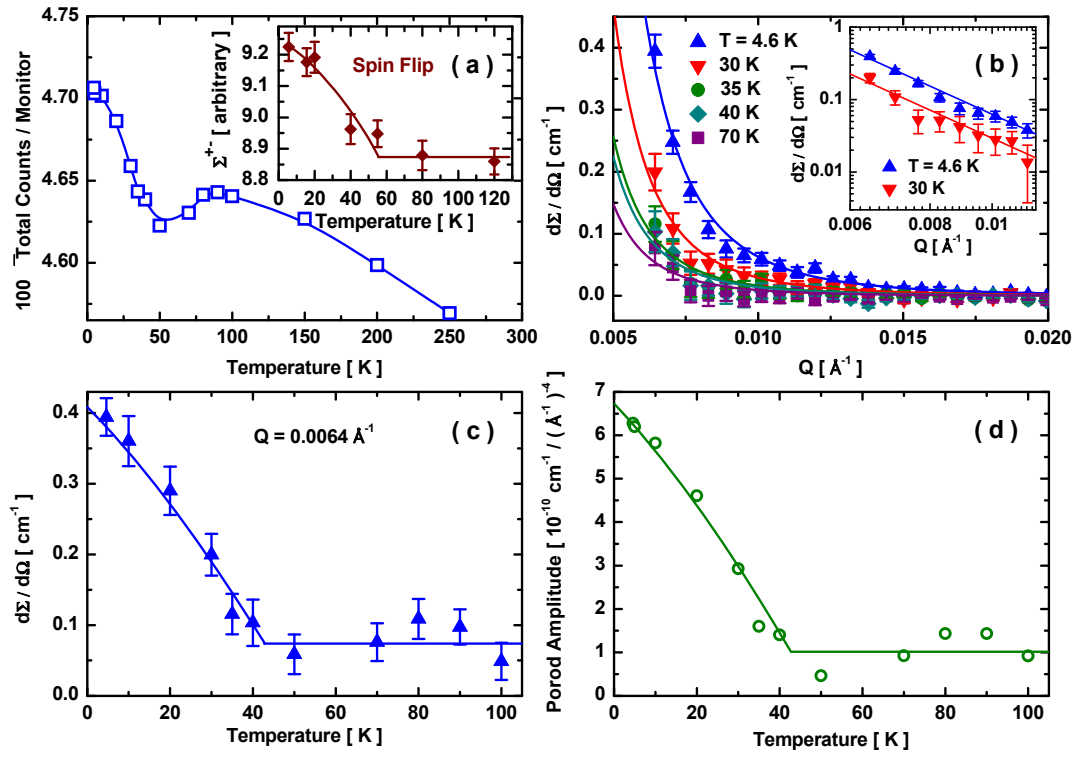 4.75
4.70
4.65
4.60
100 ¯Total Counts / Monitor
0 50 100 150 200 250 300
Temperature [ K ]
9.2
9.1
9.0
8.9
8.8
Σ⁺⁻ [ arbitrary ]
( a )
Spin Flip
0 20 40 60 80 100 120
Temperature [ K ]
0.4
0.3
0.2
0.1
0.0
dΣ / dΩ [ cm⁻¹ ]
T = 4.6 K
30 K
35 K
40 K
70 K
0.005 0.010 0.015 0.020
Q [ Å⁻¹ ]
1
0.1
0.01
dΣ / dΩ [ cm⁻¹ ]
( b )
T = 4.6 K
30 K
0.006 0.008 0.01
Q [ Å⁻¹ ]
0.4
0.3
0.2
0.1
0.0
dΣ / dΩ [ cm⁻¹ ]
Q = 0.0064 Å⁻¹
( c )
0 20 40 60 80 100
Temperature [ K ]
7
6
5
4
3
2
1
0
Porod Amplitude [ 10⁻¹⁰ cm⁻¹ / ( Å⁻¹ )⁻⁴ ]
( d )
0 20 40 60 80 100
Temperature [ K ]